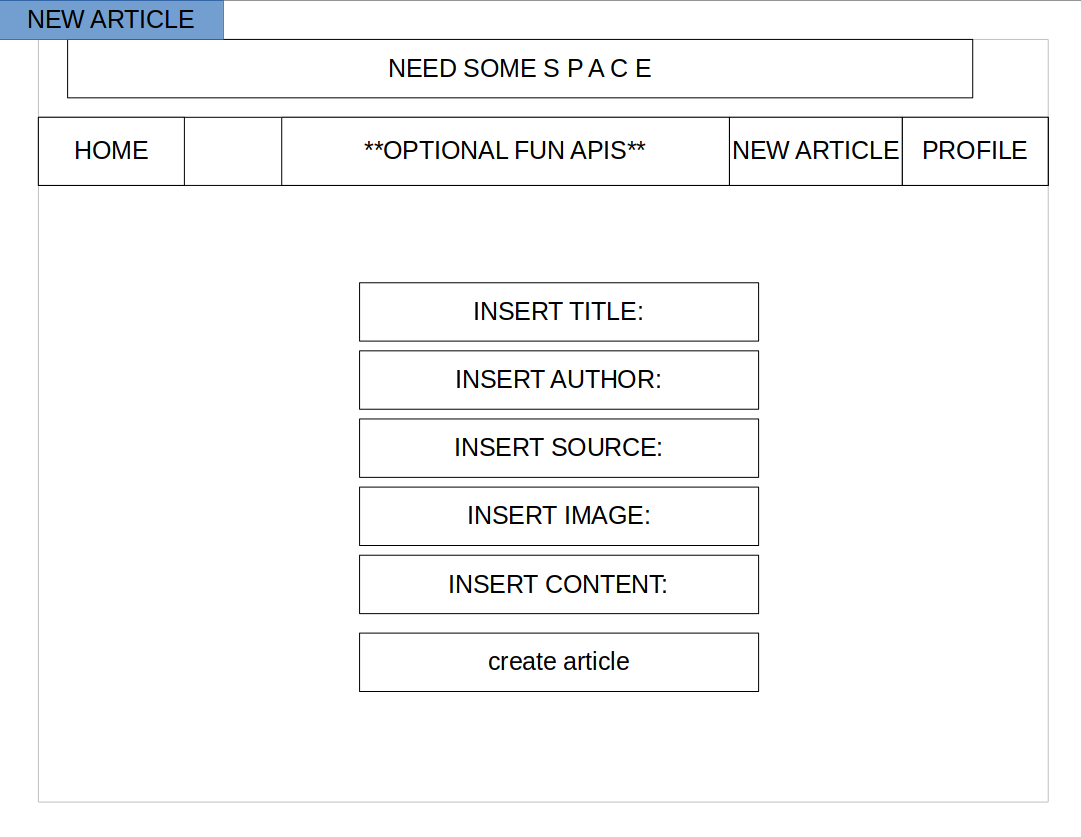 NEW ARTICLE
NEED SOME S P A C E
HOME
**OPTIONAL FUN APIS**
NEW ARTICLE
PROFILE
INSERT TITLE:
INSERT AUTHOR:
INSERT SOURCE:
INSERT IMAGE:
INSERT CONTENT:
create article